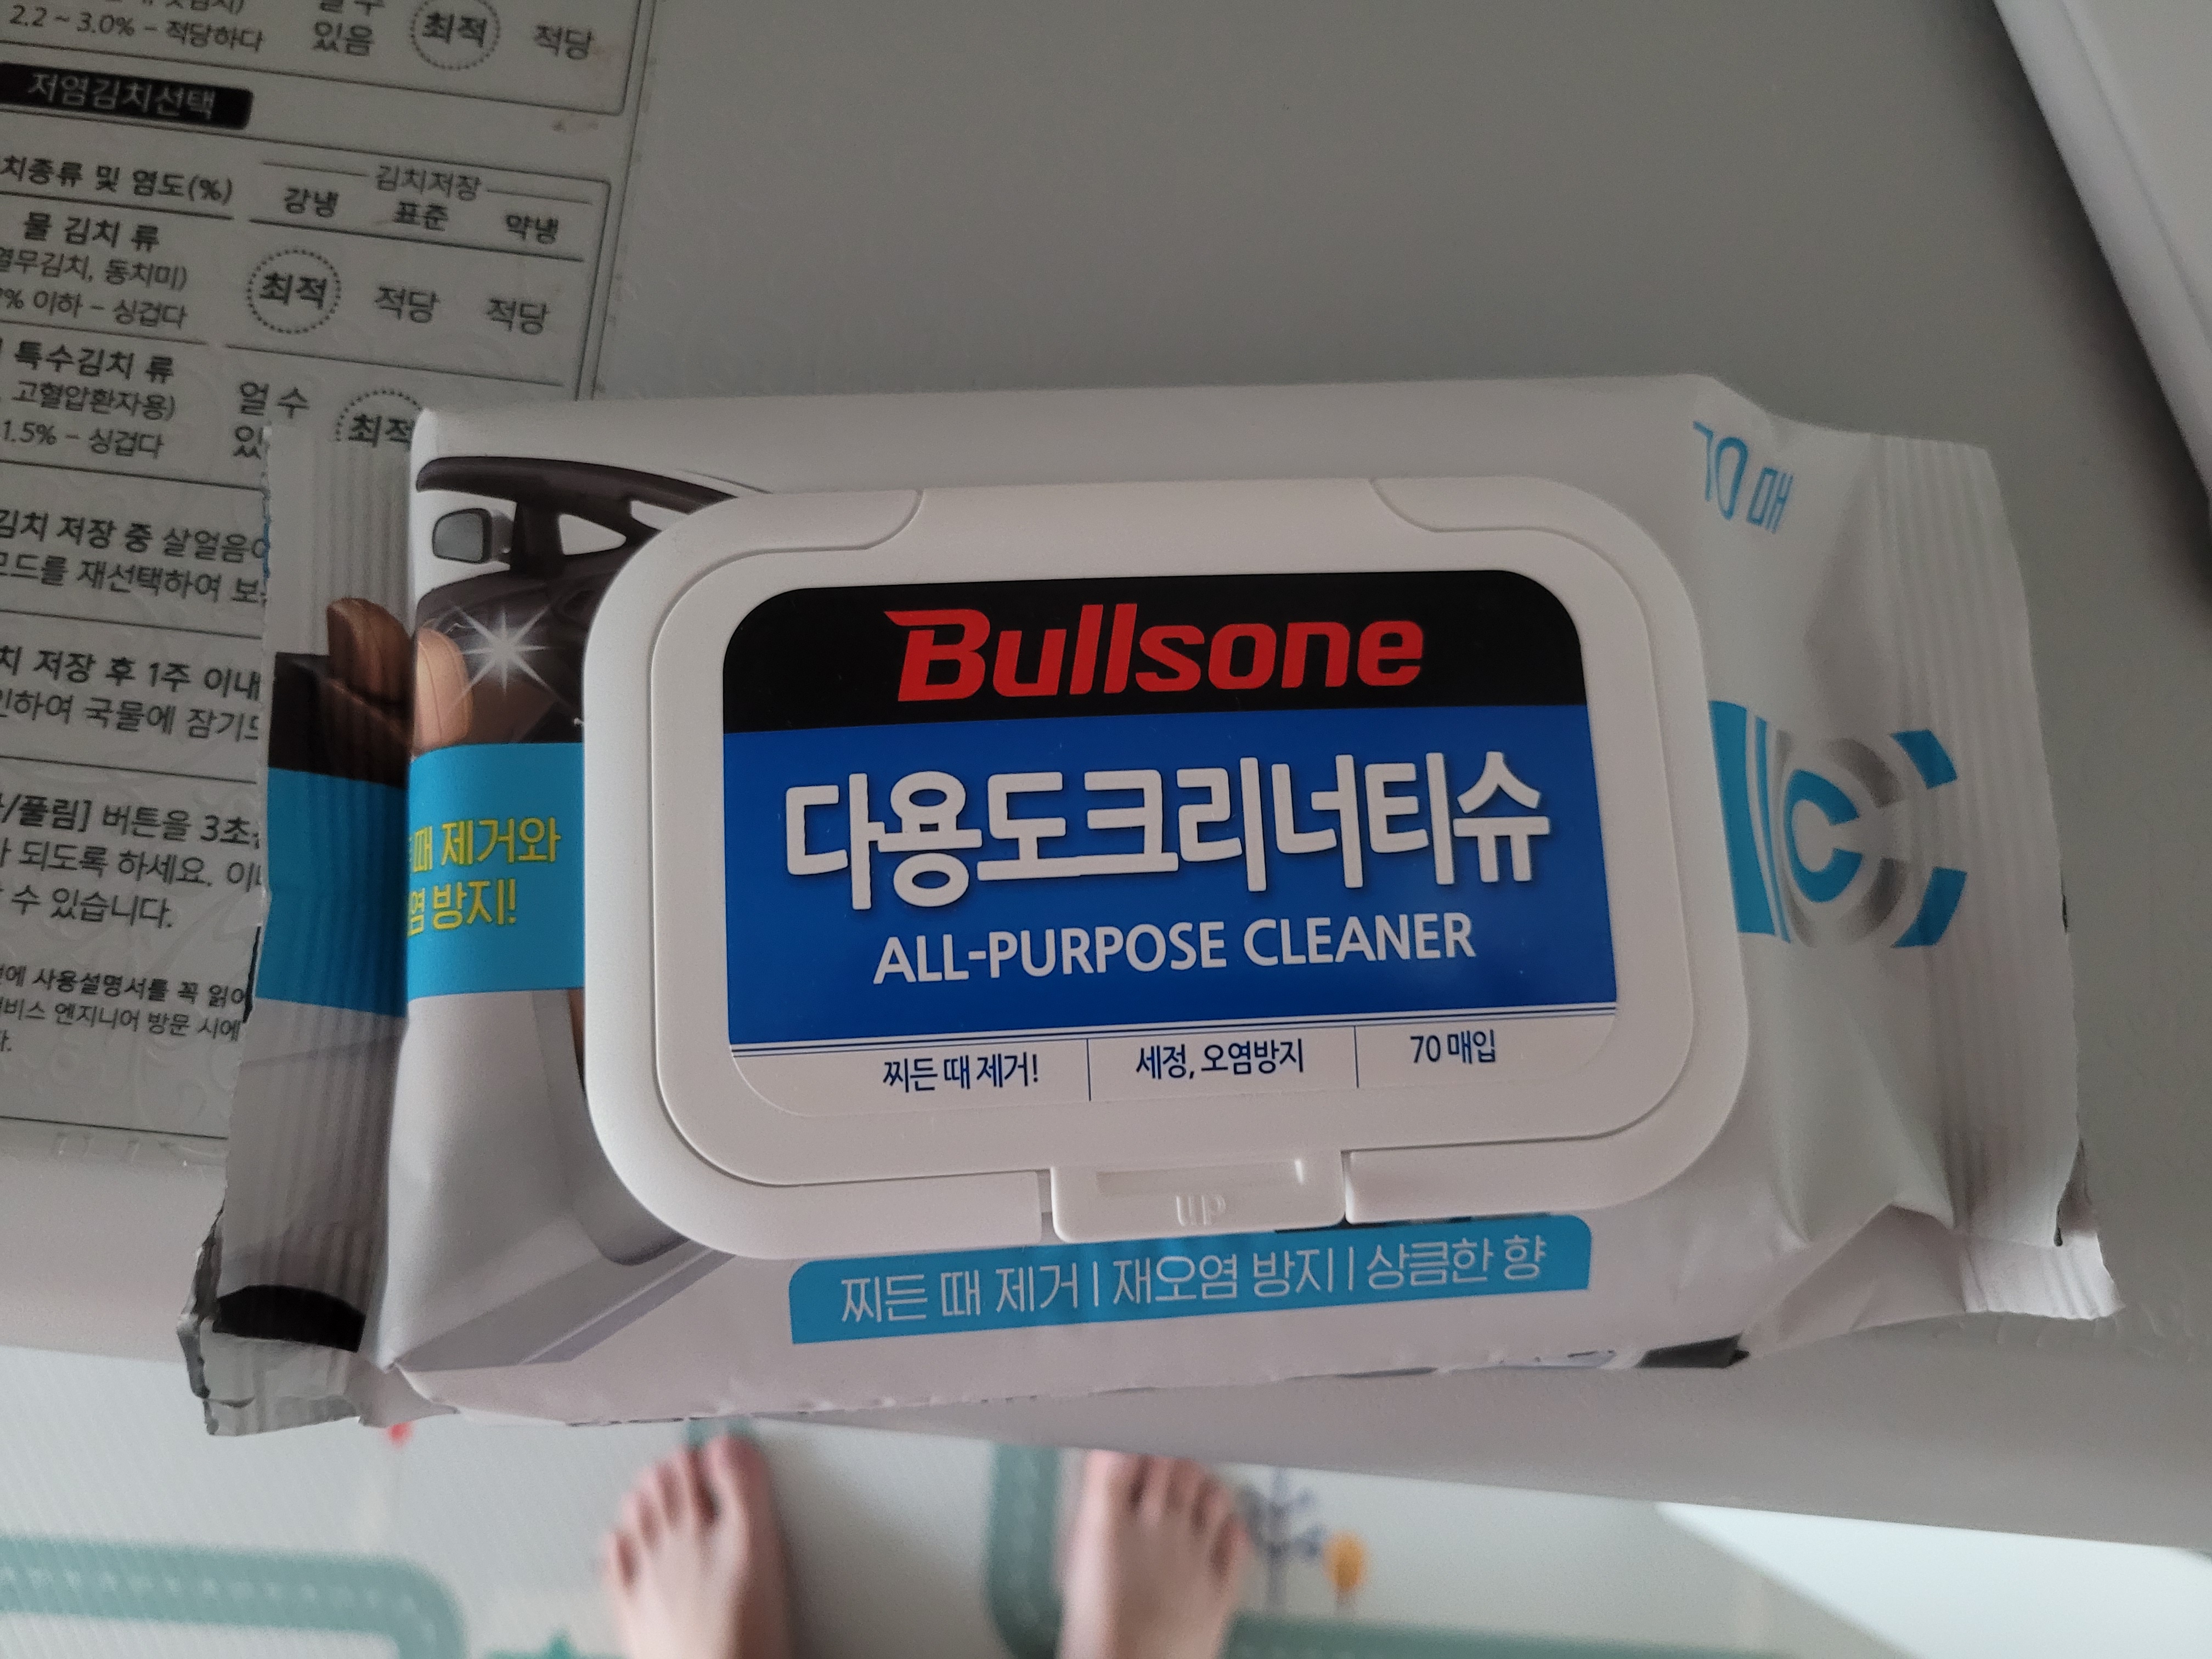 2.2 ~ 3.0% - 적당하다
있음
최적
적당
저염김치선택
치종류 및 염도(%)
김치저장
강냉
표준
약냉
물 김치 류
열무김치, 동치미)
% 이하 - 싱겁다
최적
적당
적당
특수김치 류
고혈압환자용)
1.5% - 싱겁다
얼 수
최적
김치 저장 중 살얼음
모드를 재선택하여
치 저장 후 1주 이내
인하여 국물에 잠기
/풀림] 버튼을 3초
되도록 하세요.
수 있습니다.
에 사용설명서를 꼭 읽어
비스 엔지니어 방문 시에
70매
Bullsone
다용도크리너티슈
ALL-PURPOSE CLEANER
찌든 때 제거!
세정, 오염방지
70 매입
때 제거와
염 방지!
C
up
찌든 때 제거 | 재오염 방지 | 상큼한 향